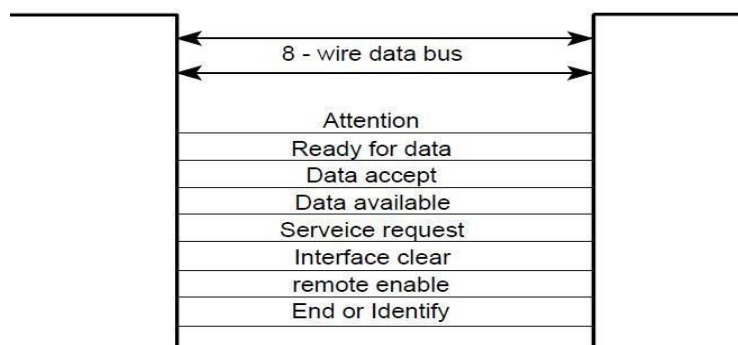 8 - wire data bus
Attention
Ready for data
Data accept
Data available
Serveice request
Interface clear
remote enable
End or Identify